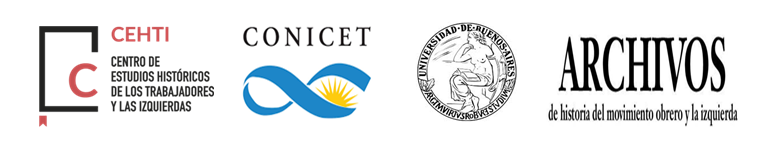 CEHTI
C
CENTRO DE
ESTUDIOS HISTÓRICOS
DE LOS TRABAJADORES
Y LAS IZQUIERDAS
CONICET
UNIVERSIDAD·DE·BUENOS·AIRES
ARCHIVOS
de historia del movimiento obrero y la izquierda